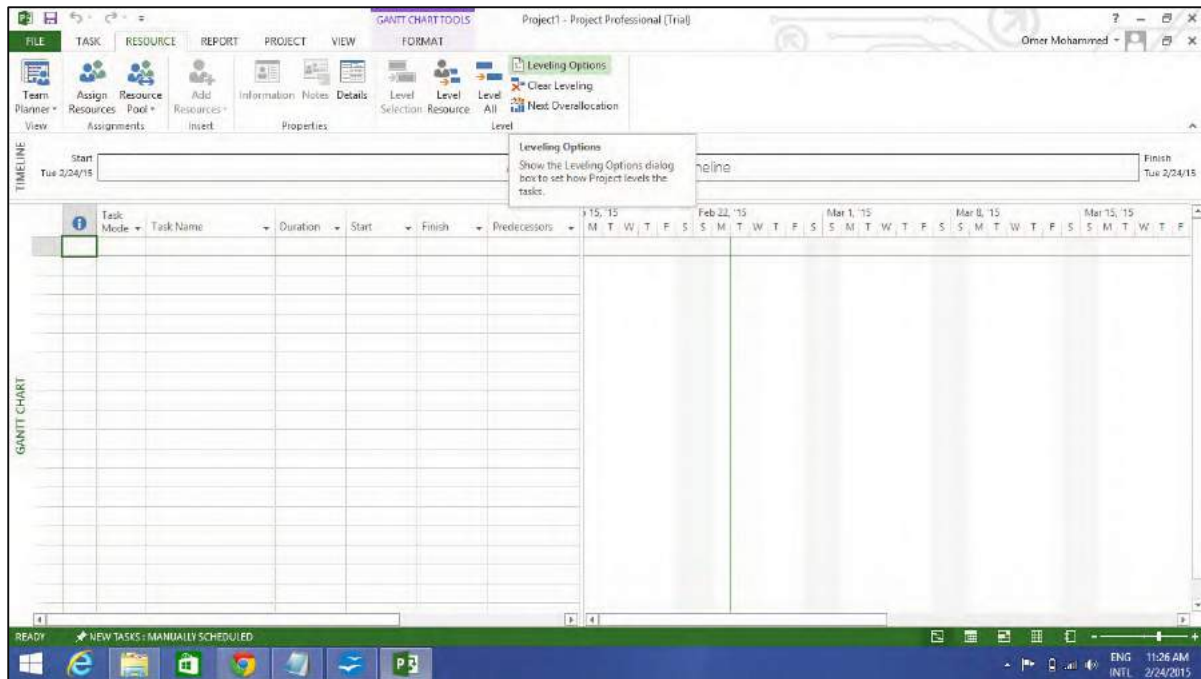 GANTT CHART TOOLS
Project1 - Project Professional (Trial)
FILE TASK RESOURCE REPORT PROJECT VIEW FORMAT
Omer Mohammed
Team Planner
Assign Resources
Resource Pool
Add Resources
Information
Notes
Details
Level Selection
Level Resource
Level All
Leveling Options
Clear Leveling
Next Overallocation
View
Assignments
Insert
Properties
Level
Leveling Options
Show the Leveling Options dialog
box to set how Project levels the
tasks.
TIMELINE
Start
Tue 2/24/15
Finish
Tue 2/24/15
Task Mode
Task Name
Duration
Start
Finish
Predecessors
15, '15
Feb 22, '15
Mar 1, '15
Mar 8, '15
Mar 15, '15
M T W T F S S M T W T F S S M T W T F S S M T W T F S S M T W T F
GANTT CHART
READY
NEW TASKS : MANUALLY SCHEDULED
ENG
INTL
11:26 AM
2/24/2015